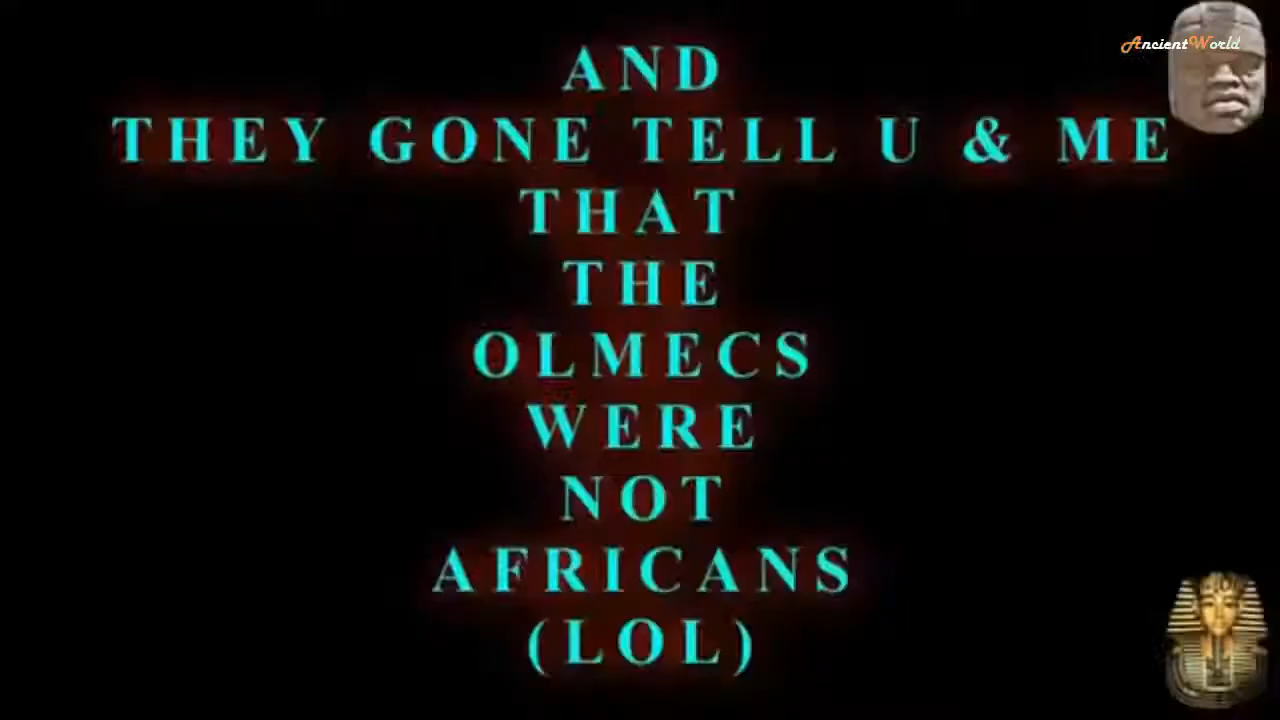 AncientWorld
AND
THEY GONE TELL U & ME
THAT
THE
OLMECS
WERE
NOT
AFRICANS
(LOL)